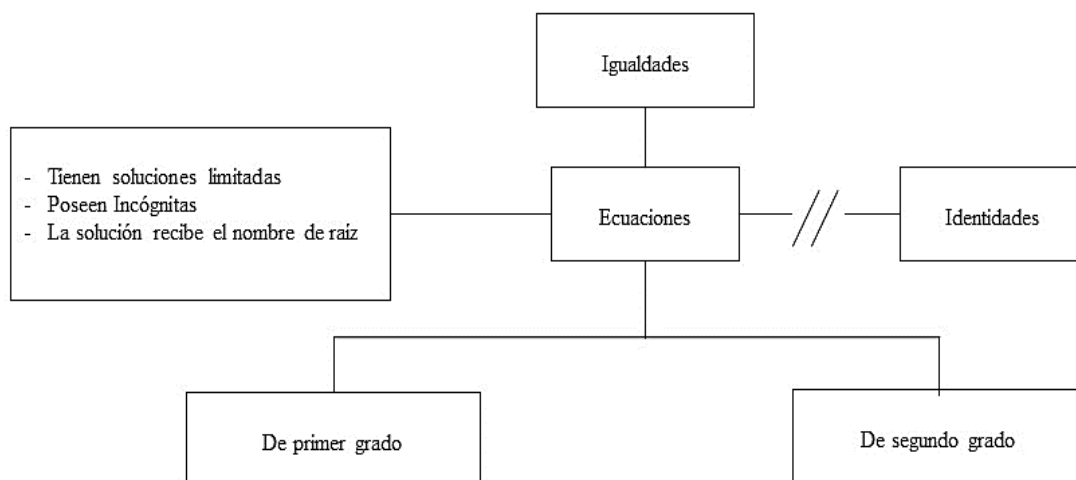 Igualdades
- Tienen soluciones limitadas
- Poseen Incógnitas
- La solución recibe el nombre de raíz
Ecuaciones
Identidades
De primer grado
De segundo grado